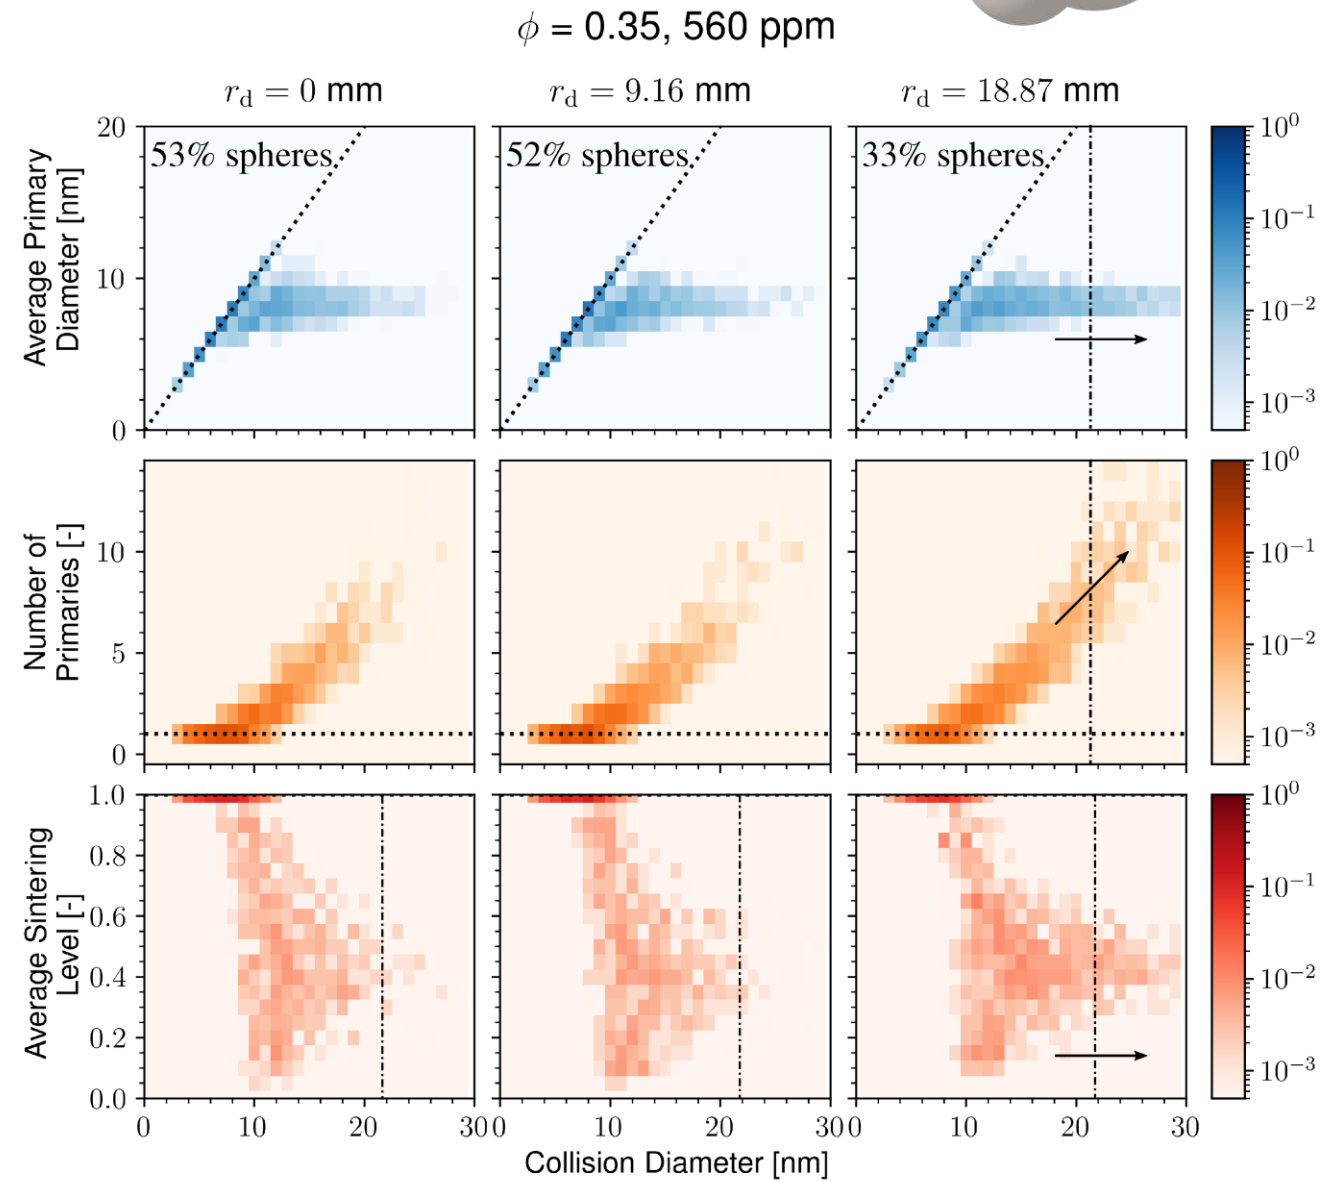 ϕ = 0.35, 560 ppm
r_d = 0 mm
r_d = 9.16 mm
r_d = 18.87 mm
Average Primary
Diameter [nm]
20
10
0
53% spheres
52% spheres
33% spheres
10^0
10^−1
10^−2
10^−3
Number of
Primaries [-]
10
5
0
10^0
10^−1
10^−2
10^−3
Average Sintering
Level [-]
1.0
0.8
0.6
0.4
0.2
0.0
10^0
10^−1
10^−2
10^−3
0 10 20 30 0 10 20 30 0 10 20 30
Collision Diameter [nm]